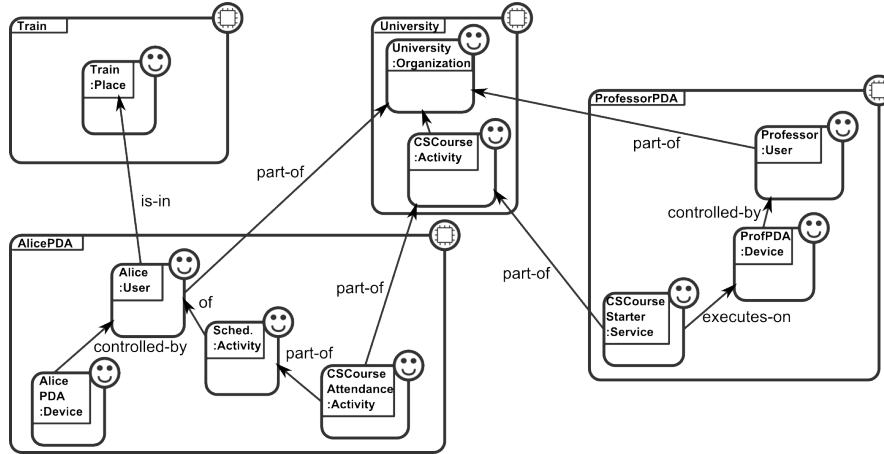 Train
Train
:Place
University
University
:Organization
CSCourse
:Activity
ProfessorPDA
Professor
:User
part-of
controlled-by
ProfPDA
:Device
CSCourse
Starter
:Service
executes-on
part-of
part-of
is-in
AlicePDA
Alice
:User
of
part-of
Sched.
:Activity
controlled-by
part-of
Alice
PDA
:Device
CSCourse
Attendance
:Activity